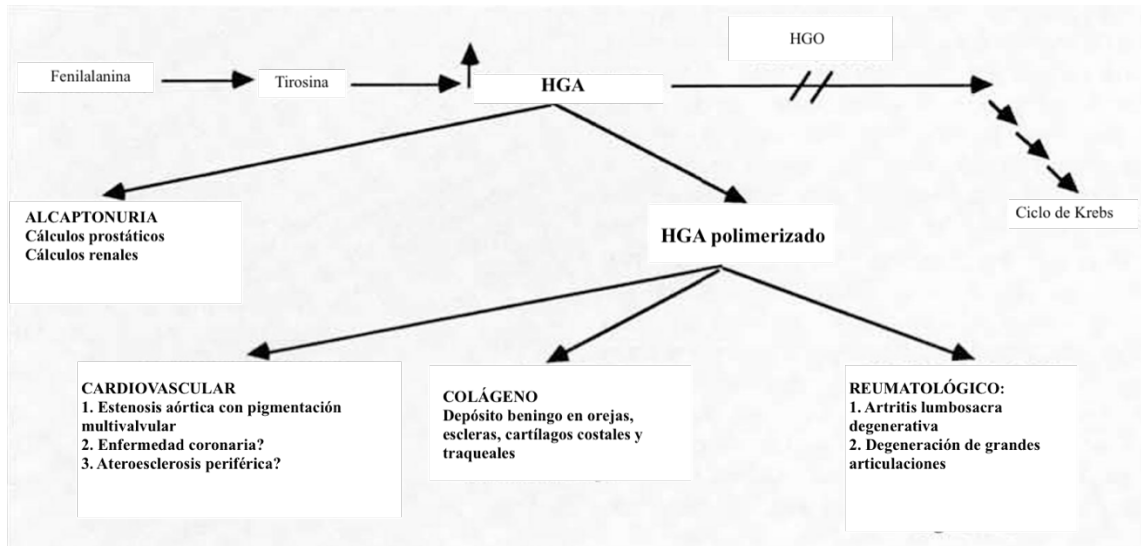 HGO
Fenilalanina
Tirosina
HGA
ALCAPTONURIA
Cálculos prostáticos
Cálculos renales
HGA polimerizado
Ciclo de Krebs
CARDIOVASCULAR
1. Estenosis aórtica con pigmentación
multivalvular
2. Enfermedad coronaria?
3. Ateroesclerosis periférica?
COLÁGENO
Depósito beningo en orejas,
escleras, cartílagos costales y
traqueales
REUMATOLÓGICO:
1. Artritis lumbosacra
degenerativa
2. Degeneración de grandes
articulaciones